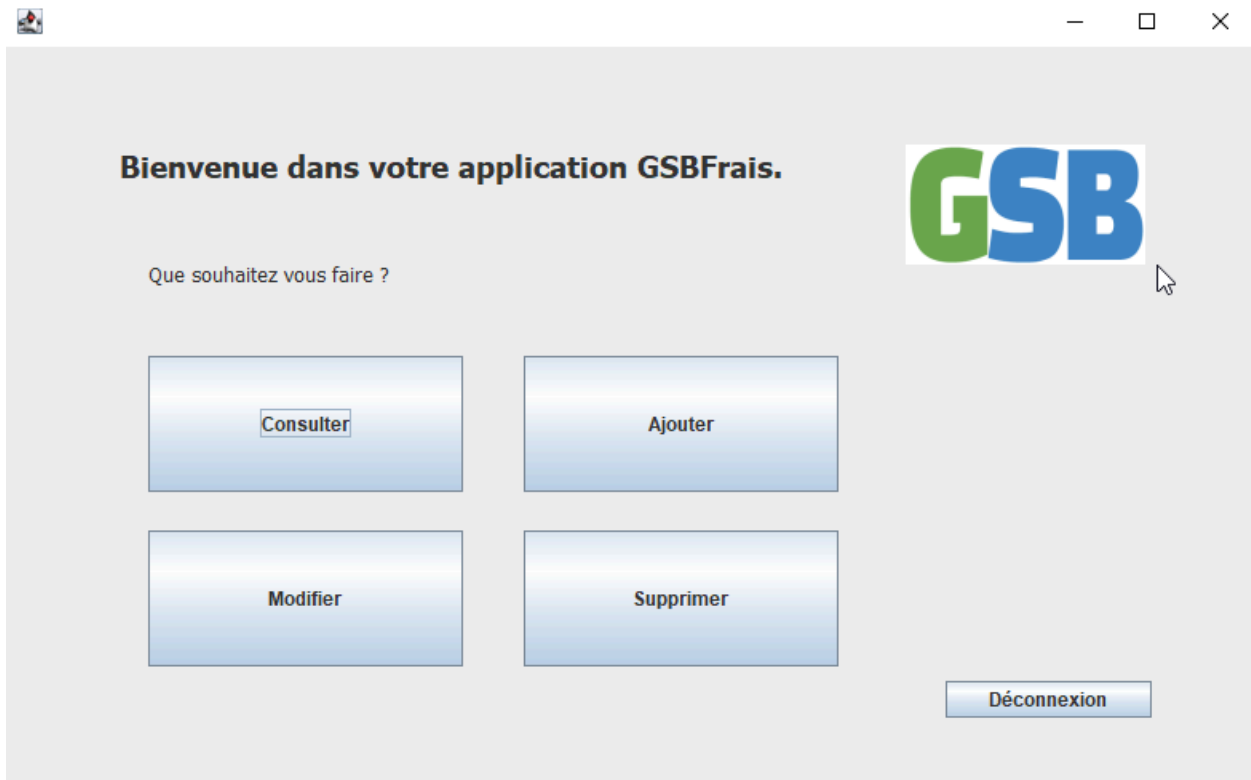 Bienvenue dans votre application GSBFrais.
GSB
Que souhaitez vous faire ?
Consulter
Ajouter
Modifier
Supprimer
Déconnexion